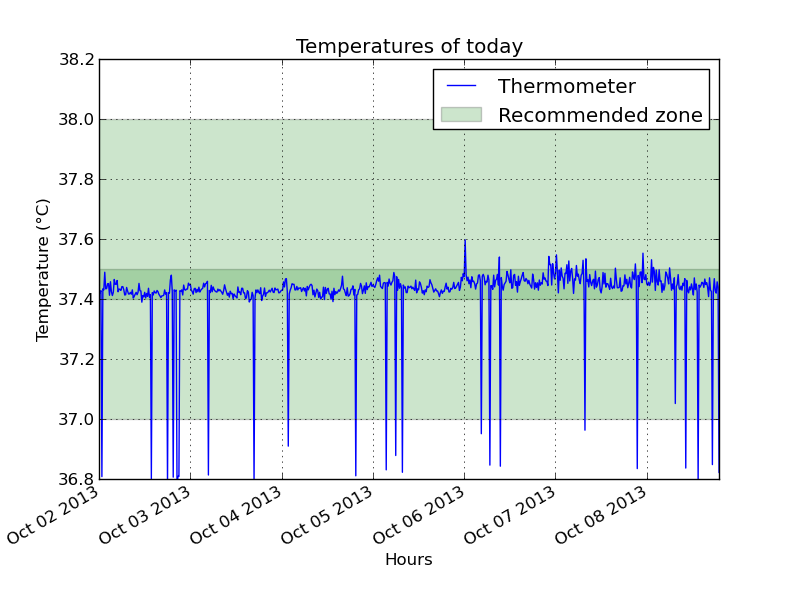 Temperatures of today
38.2
38.0
37.8
37.6
37.4
37.2
37.0
36.8
Temperature (°C)
Thermometer
Recommended zone
Oct 02 2013
Oct 03 2013
Oct 04 2013
Oct 05 2013
Oct 06 2013
Oct 07 2013
Oct 08 2013
Hours